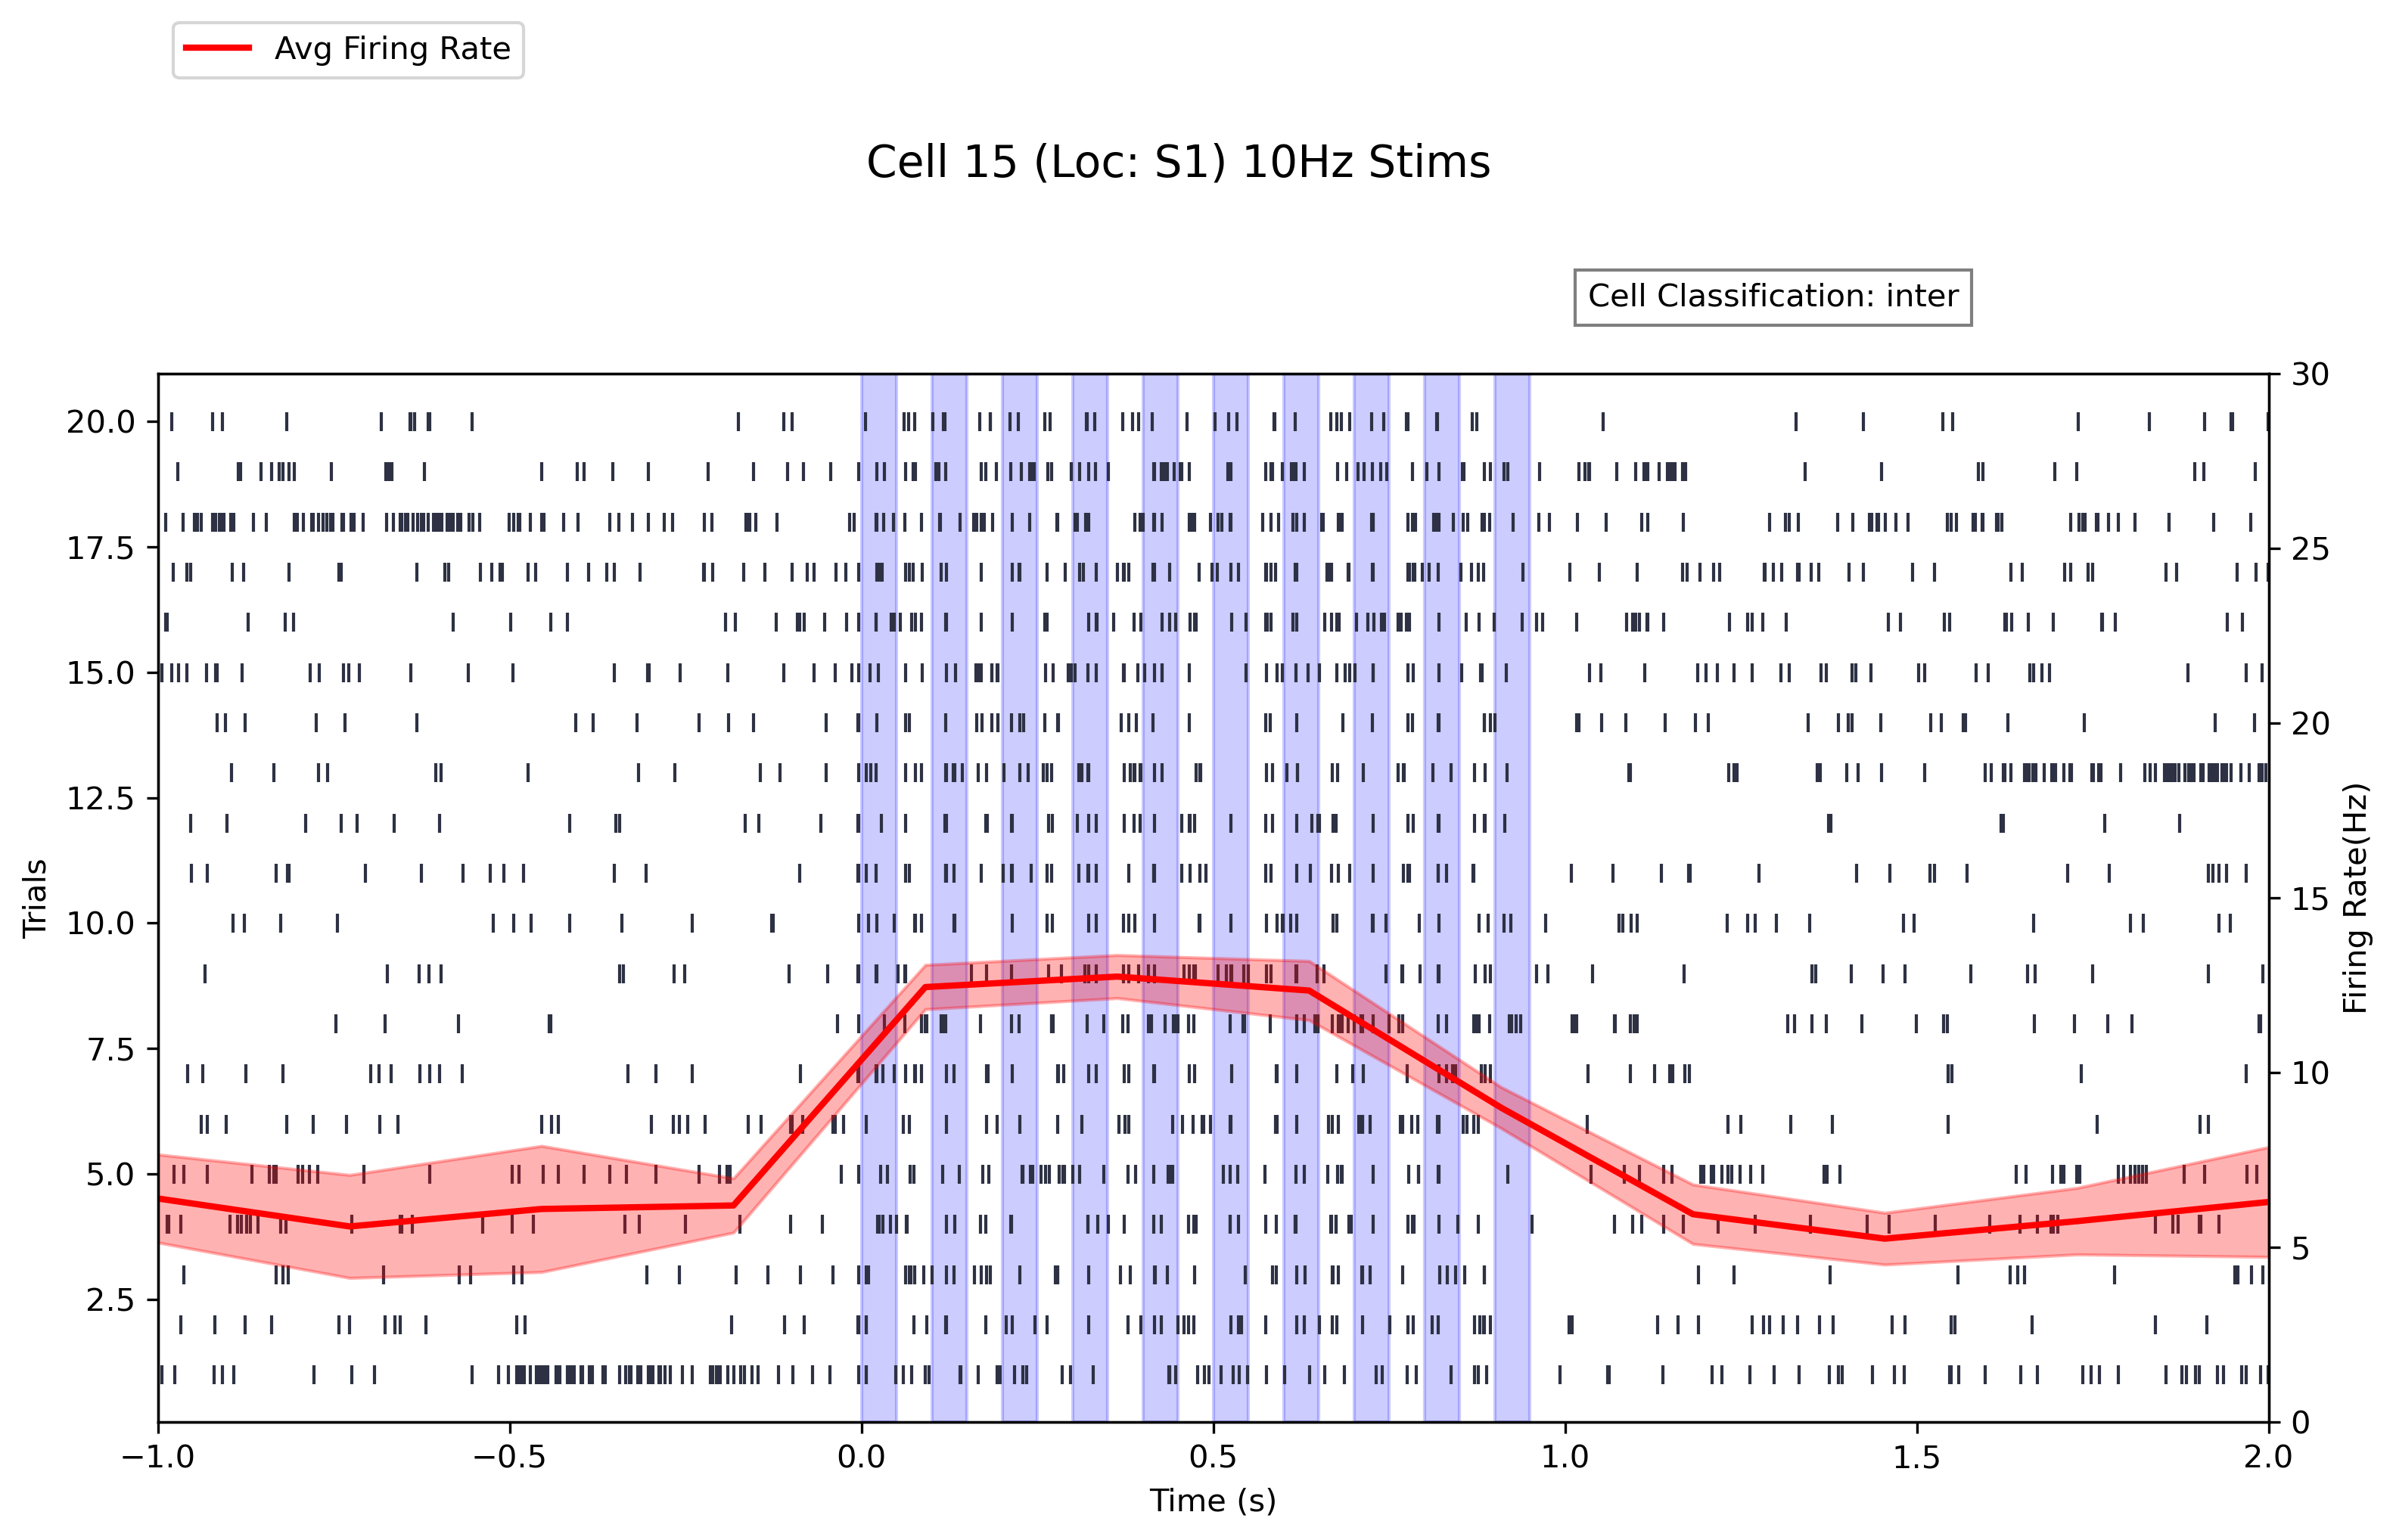 Avg Firing Rate
Cell 15 (Loc: S1) 10Hz Stims
Cell Classification: inter
20.0
17.5
15.0
12.5
10.0
7.5
5.0
2.5
Trials
30
25
20
15
10
5
0
Firing Rate(Hz)
−1.0 −0.5 0.0 0.5 1.0 1.5 2.0
Time (s)